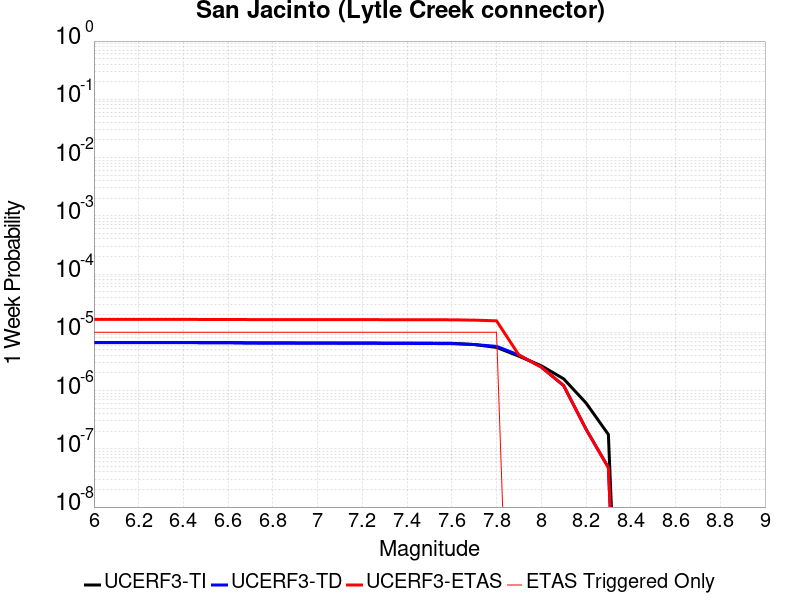 San Jacinto (Lytle Creek connector)
10^0
10^-1
10^-2
10^-3
10^-4
10^-5
10^-6
10^-7
10^-8
1 Week Probability
6 6.2 6.4 6.6 6.8 7 7.2 7.4 7.6 7.8 8 8.2 8.4 8.6 8.8 9
Magnitude
UCERF3-TI UCERF3-TD UCERF3-ETAS ETAS Triggered Only